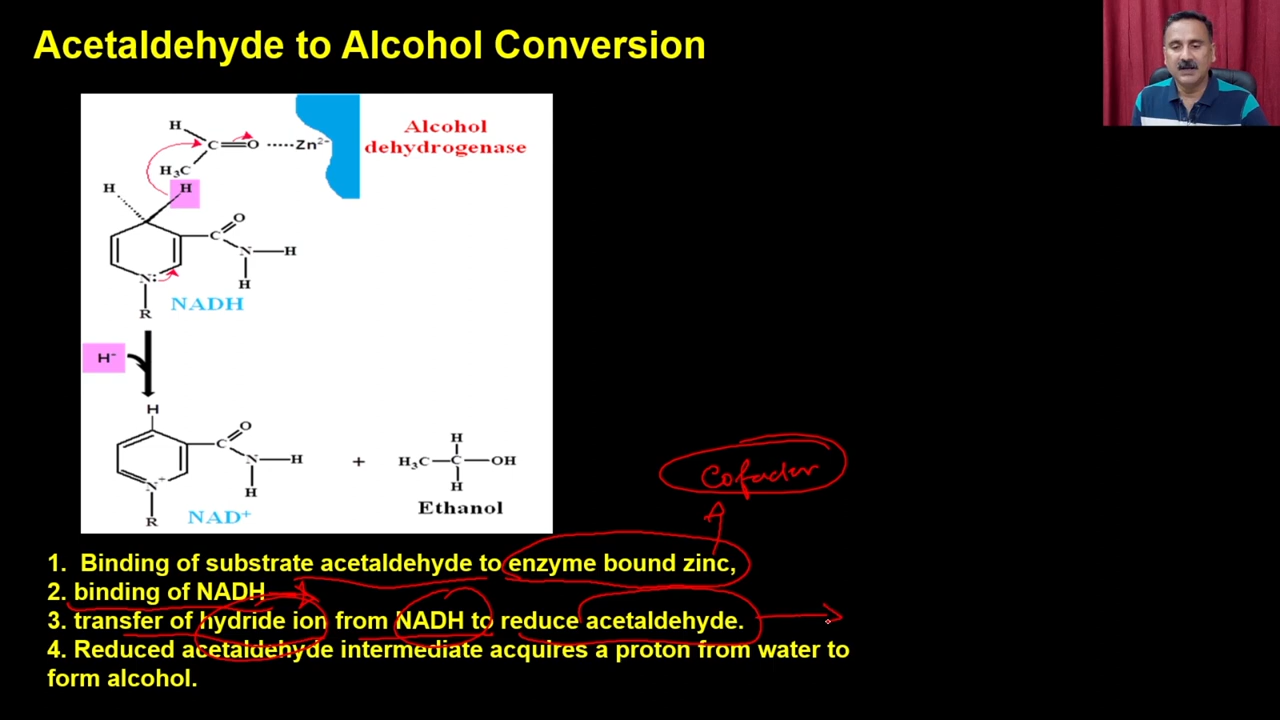 Acetaldehyde to Alcohol Conversion
H
C
O
Zn²⁻
Alcohol
dehydrogenase
H₃C
H
H
O
C
N
H
N:
H
NADH
R
H⁻
H
O
C
N
H
H
H₃C
C
OH
+
N⁺
H
H
Ethanol
R
NAD⁺
Cofactor
1. Binding of substrate acetaldehyde to enzyme bound zinc,
2. binding of NADH
3. transfer of hydride ion from NADH to reduce acetaldehyde.
4. Reduced acetaldehyde intermediate acquires a proton from water to
form alcohol.